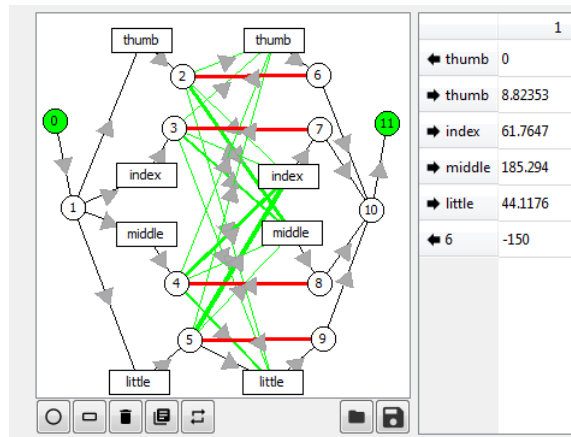 thumb
thumb
2
6
0
3
7
11
index
index
1
10
middle
middle
4
8
5
9
little
little
1
thumb 0
thumb 8.82353
index 61.7647
middle 185.294
little 44.1176
6 -150